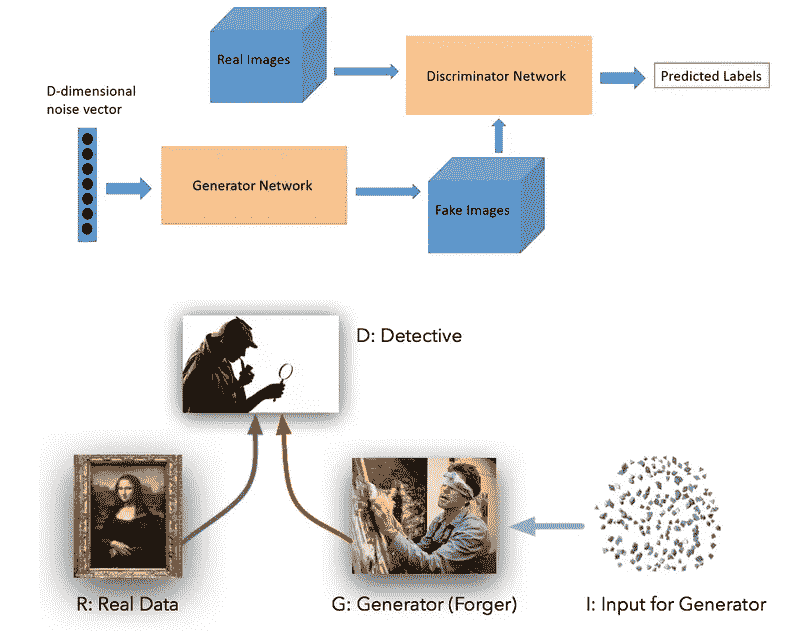 Real Images
Discriminator Network
Predicted Labels
D-dimensional
noise vector
Generator Network
Fake Images
D: Detective
R: Real Data
G: Generator (Forger)
I: Input for Generator